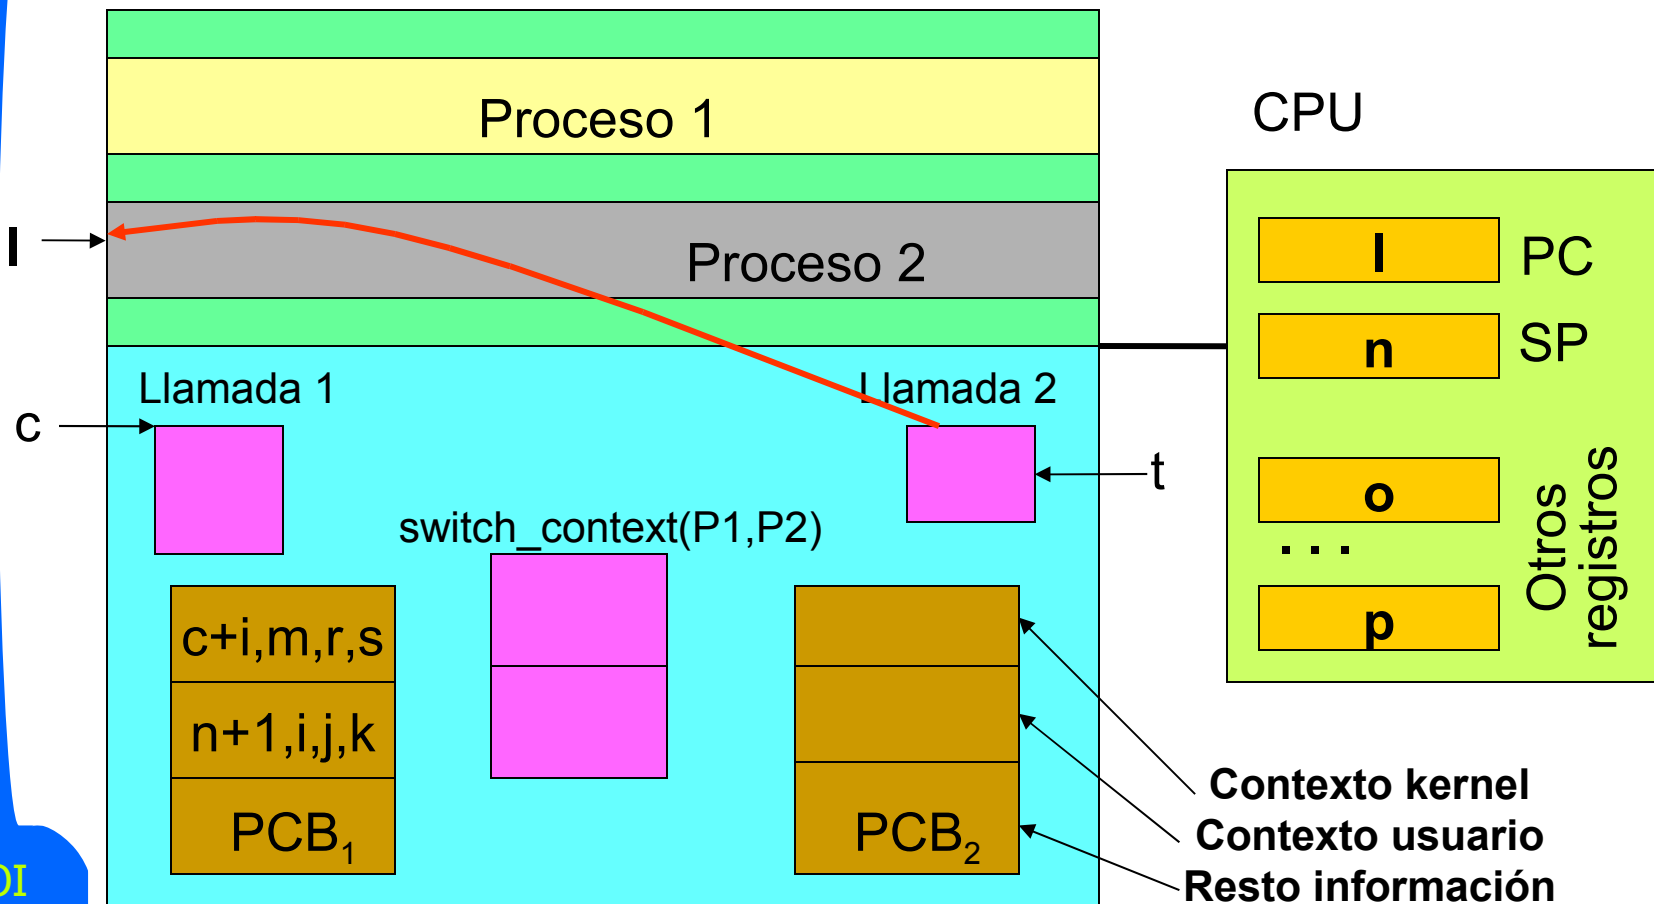 Proceso 1
CPU
l
Proceso 2
l
PC
n
SP
Llamada 1
Llamada 2
c
t
o
. . .
p
Otros
registros
switch_context(P1,P2)
c+i,m,r,s
n+1,i,j,k
PCB1
PCB2
Contexto kernel
Contexto usuario
Resto información
DI